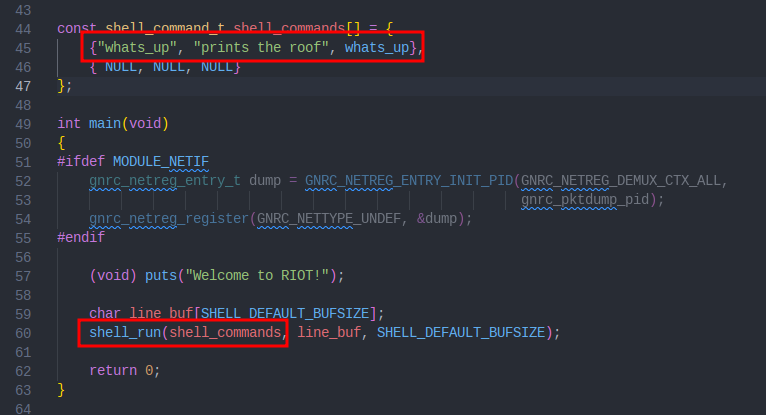 43
44 const shell_command_t shell_commands[] = {
45 {"whats_up", "prints the roof", whats_up},
46 { NULL, NULL, NULL}
47 };
48
49 int main(void)
50 {
51 #ifdef MODULE_NETIF
52 gnrc_netreg_entry_t dump = GNRC_NETREG_ENTRY_INIT_PID(GNRC_NETREG_DEMUX_CTX_ALL,
53 gnrc_pktdump_pid);
54 gnrc_netreg_register(GNRC_NETTYPE_UNDEF, &dump);
55 #endif
56
57 (void) puts("Welcome to RIOT!");
58
59 char line_buf[SHELL_DEFAULT_BUFSIZE];
60 shell_run(shell_commands, line_buf, SHELL_DEFAULT_BUFSIZE);
61
62 return 0;
63 }
64